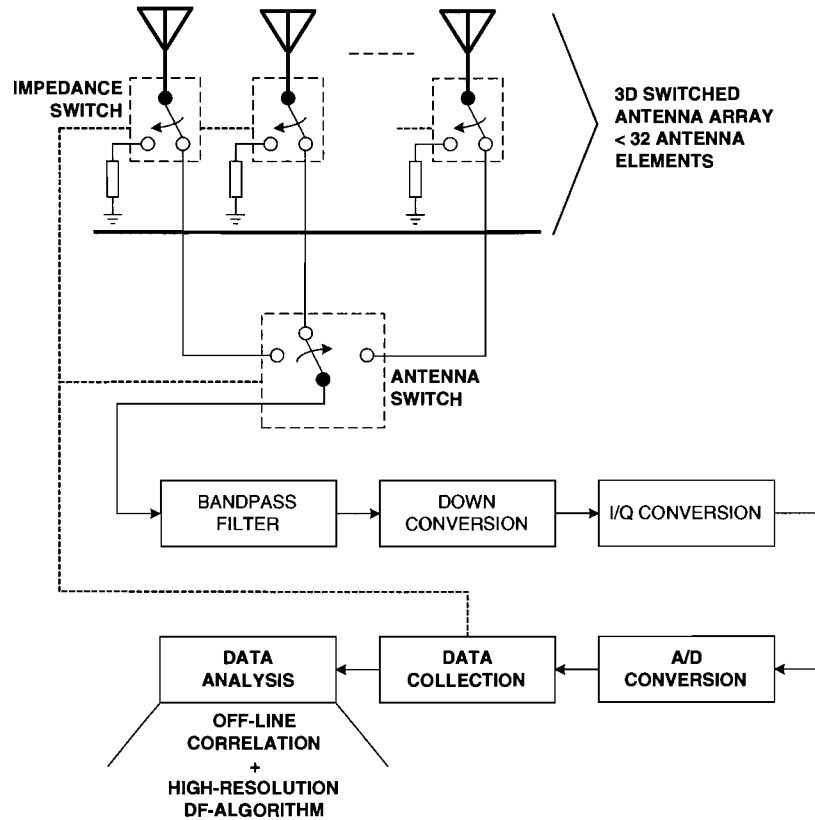 IMPEDANCE
SWITCH
3D SWITCHED
ANTENNA ARRAY
< 32 ANTENNA
ELEMENTS
ANTENNA
SWITCH
BANDPASS
FILTER
DOWN
CONVERSION
I/Q CONVERSION
DATA
ANALYSIS
DATA
COLLECTION
A/D
CONVERSION
OFF-LINE
CORRELATION
+
HIGH-RESOLUTION
DF-ALGORITHM